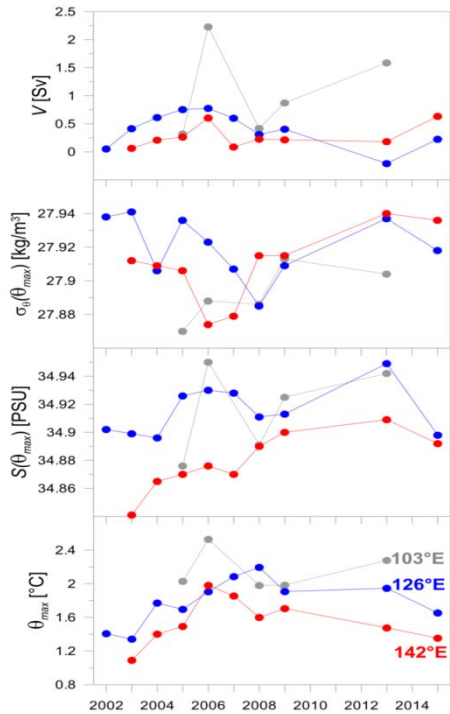 2.5
2
1.5
1
0.5
0
V [Sv]
27.94
27.92
27.9
27.88
σθ(θmax) [kg/m³]
34.94
34.92
34.9
34.88
34.86
S(θmax) [PSU]
2.4
2
1.6
1.2
0.8
θmax [°C]
103°E
126°E
142°E
2002 2004 2006 2008 2010 2012 2014